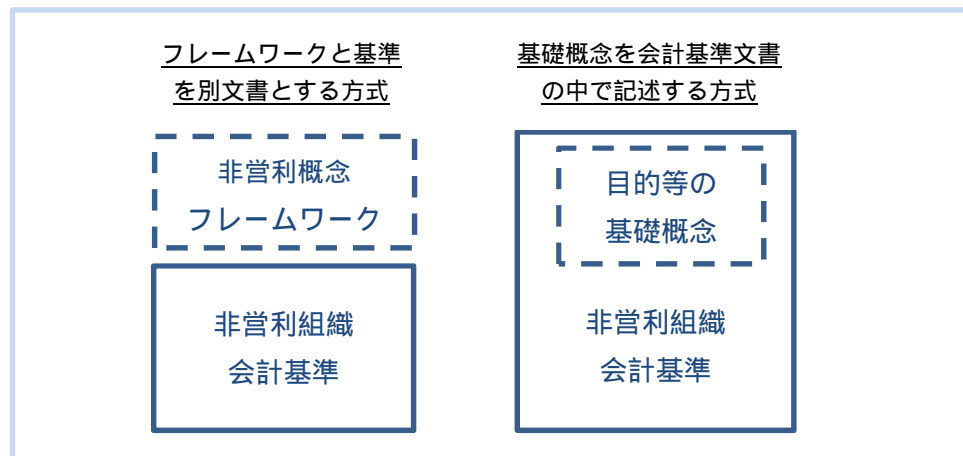 フレームワークと基準
を別文書とする方式
非営利概念
フレームワーク
非営利組織
会計基準
基礎概念を会計基準文書
の中で記述する方式
目的等の
基礎概念
非営利組織
会計基準